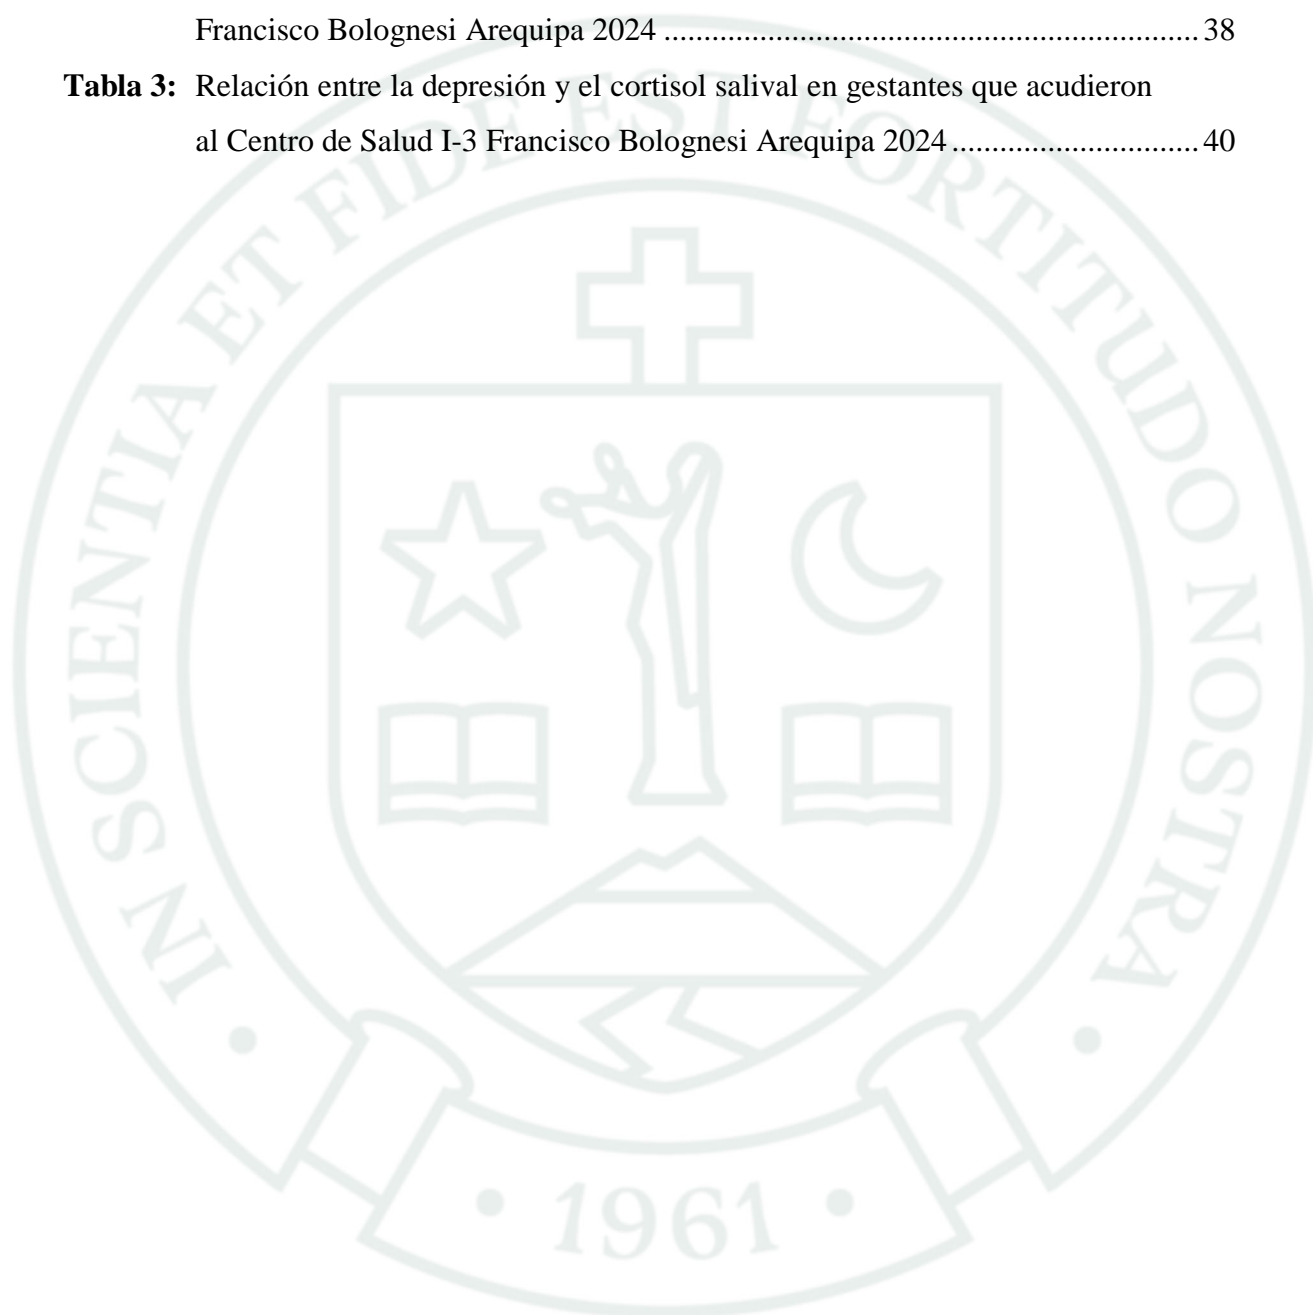 Francisco Bolognesi Arequipa 2024 ................................................................... 38
Tabla 3: Relación entre la depresión y el cortisol salival en gestantes que acudieron
al Centro de Salud I-3 Francisco Bolognesi Arequipa 2024 ............................... 40
IN SCIENTIA ET FIDE EST FORTITUDO NOSTRA
• 1961 •